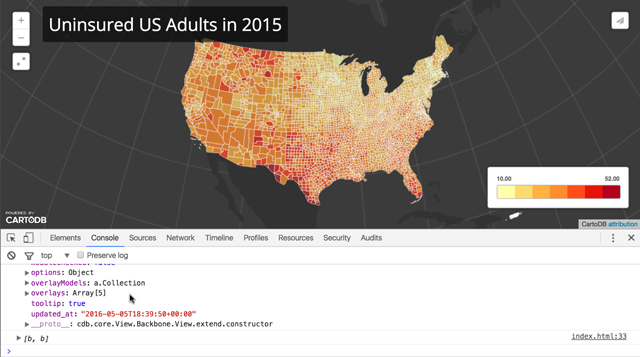 Uninsured US Adults in 2015
10.00 52.00
POWERED BY
CARTODB
CartoDB attribution
Elements Console Sources Network Timeline Profiles Resources Security Audits
top Preserve log
options: Object
overlayModels: a.Collection
overlays: Array[5]
tooltip: true
updated_at: "2016-05-05T18:39:50+00:00"
__proto__: cdb.core.View.Backbone.View.extend.constructor
[b, b] index.html:33